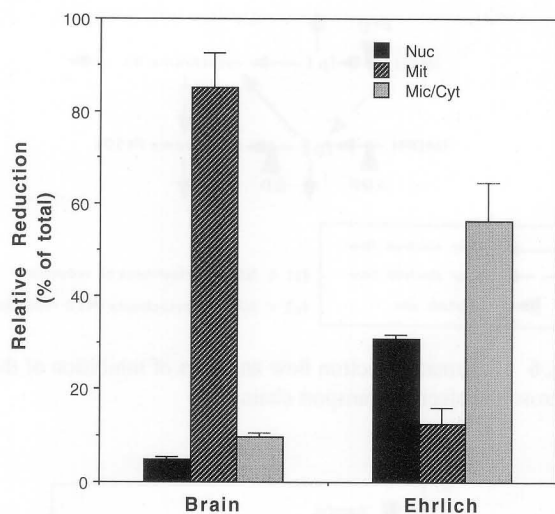 Relative Reduction
(% of total)
100
80
60
40
20
0
Nuc
Mit
Mic/Cyt
Brain
Ehrlich